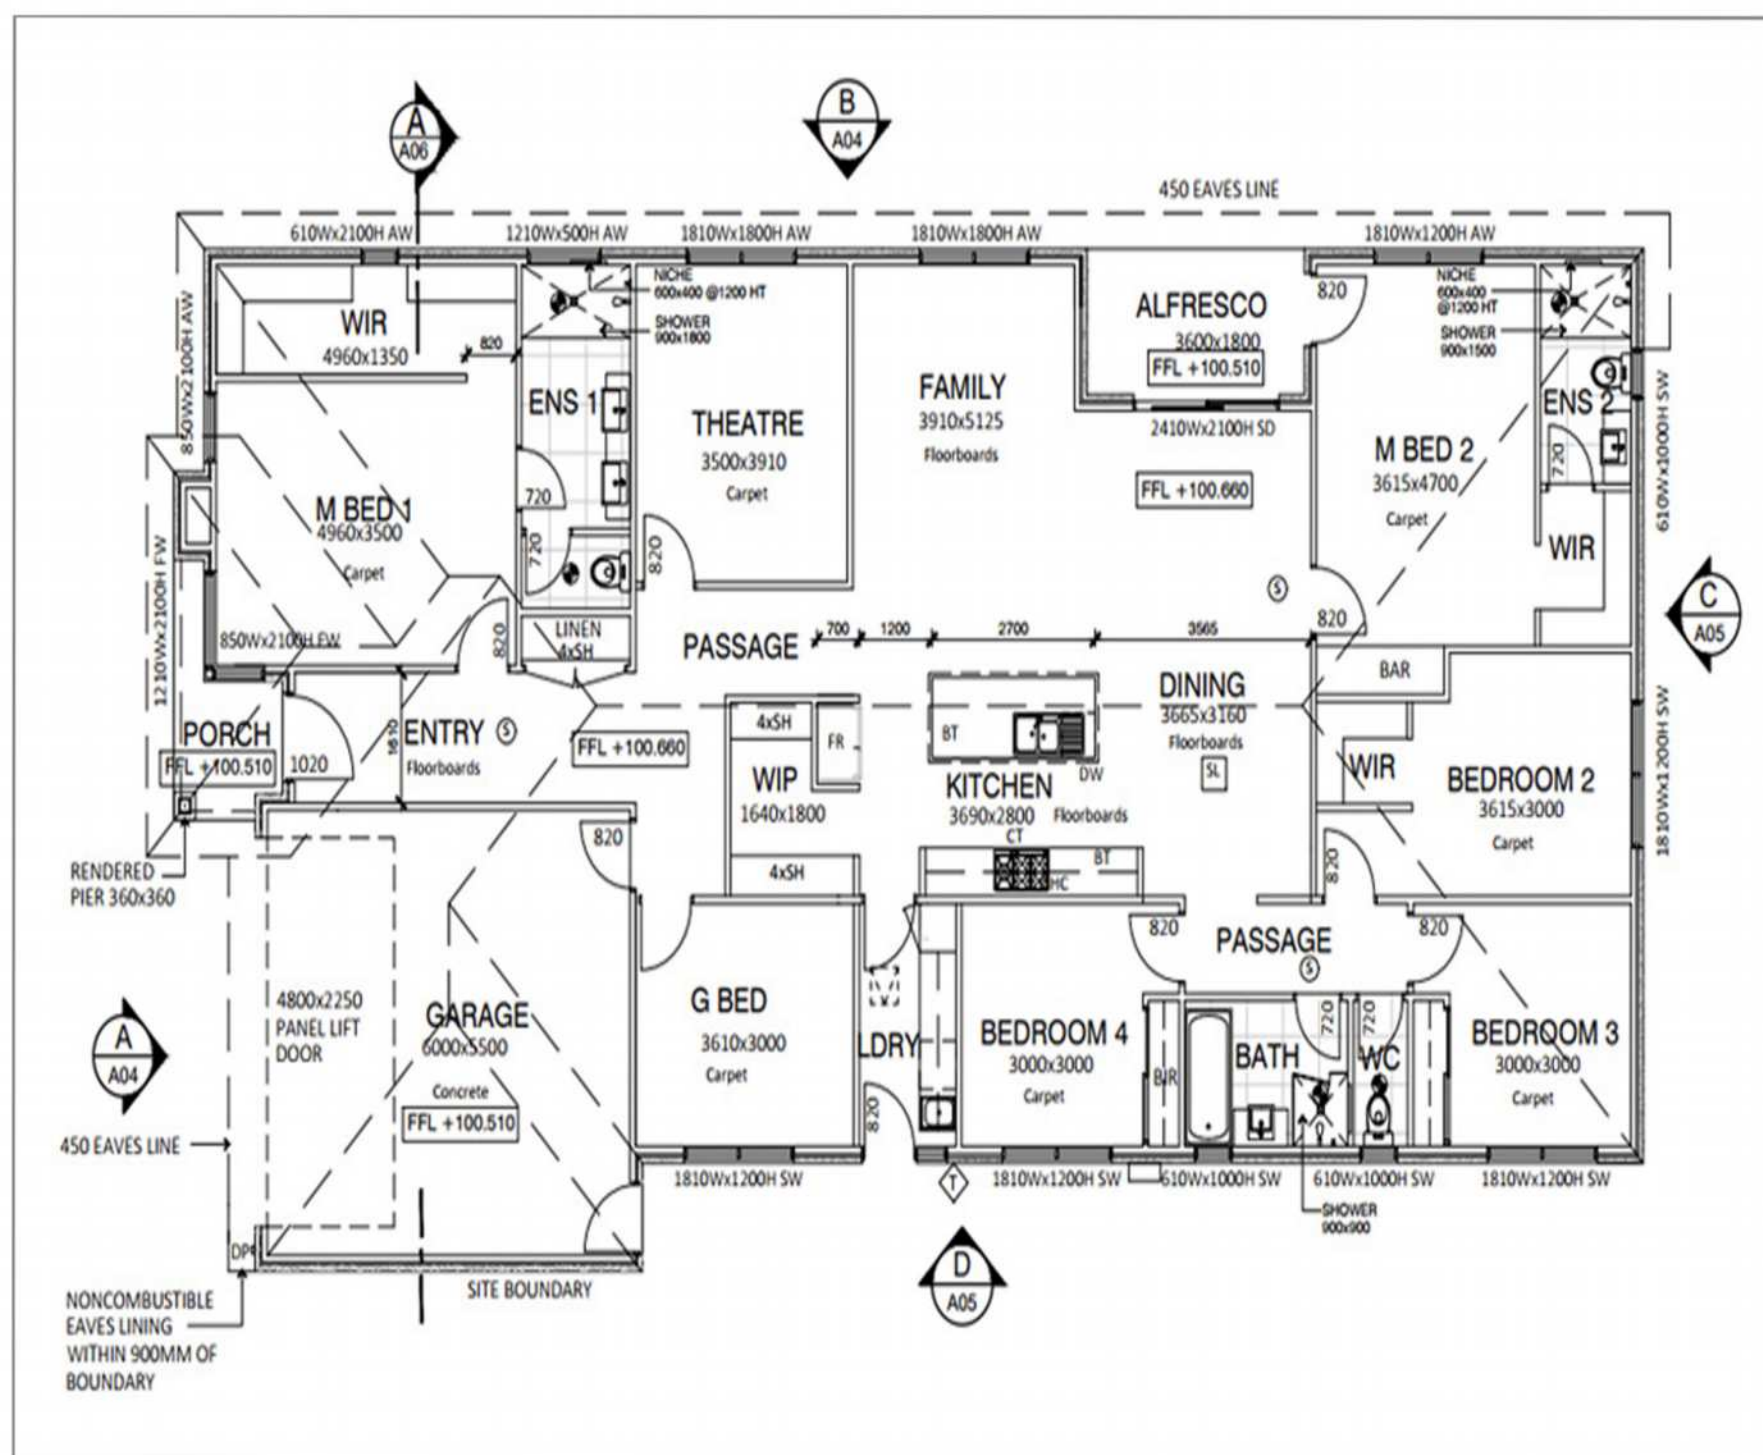 A
A06
B
A04
450 EAVES LINE
610Wx2100H AW
1210Wx500H AW
1810Wx1800H AW
1810Wx1800H AW
1810Wx1200H AW
850Wx2100H AW
WIR
4960x1350
820
NICHE
600x400 @1200 HT
SHOWER
900x1800
ENS 1
720
720
THEATRE
3500x3910
Carpet
820
FAMILY
3910x5125
Floorboards
ALFRESCO
3600x1800
FFL +100.510
820
2410Wx2100H SD
FFL +100.660
NICHE
600x400
@1200 HT
SHOWER
900x1500
ENS 2
720
610Wx1000H SW
M BED 2
3615x4700
Carpet
WIR
820
S
M BED 1
4960x3500
Carpet
1210Wx2100H FW
850Wx2100H FW
820
LINEN
4xSH
PASSAGE
700
1200
2700
3565
C
A05
BAR
PORCH
FFL +100.510
1020
1610
ENTRY
S
Floorboards
FFL +100.660
4xSH
FR
WIP
1640x1800
4xSH
BT
DW
KITCHEN
3690x2800
Floorboards
CT
BT
HC
DINING
3665x3160
Floorboards
SL
WIR
BEDROOM 2
3615x3000
Carpet
820
1810Wx1200H SW
RENDERED
PIER 360x360
820
4800x2250
PANEL LIFT
DOOR
GARAGE
6000x5500
Concrete
FFL +100.510
G BED
3610x3000
Carpet
LDRY
820
820
BEDROOM 4
3000x3000
Carpet
BIR
PASSAGE
S
820
BATH
720
720
WC
BEDROOM 3
3000x3000
Carpet
A
A04
450 EAVES LINE
1810Wx1200H SW
T
1810Wx1200H SW
610Wx1000H SW
610Wx1000H SW
1810Wx1200H SW
SHOWER
900x900
DP
D
A05
SITE BOUNDARY
NONCOMBUSTIBLE
EAVES LINING
WITHIN 900MM OF
BOUNDARY